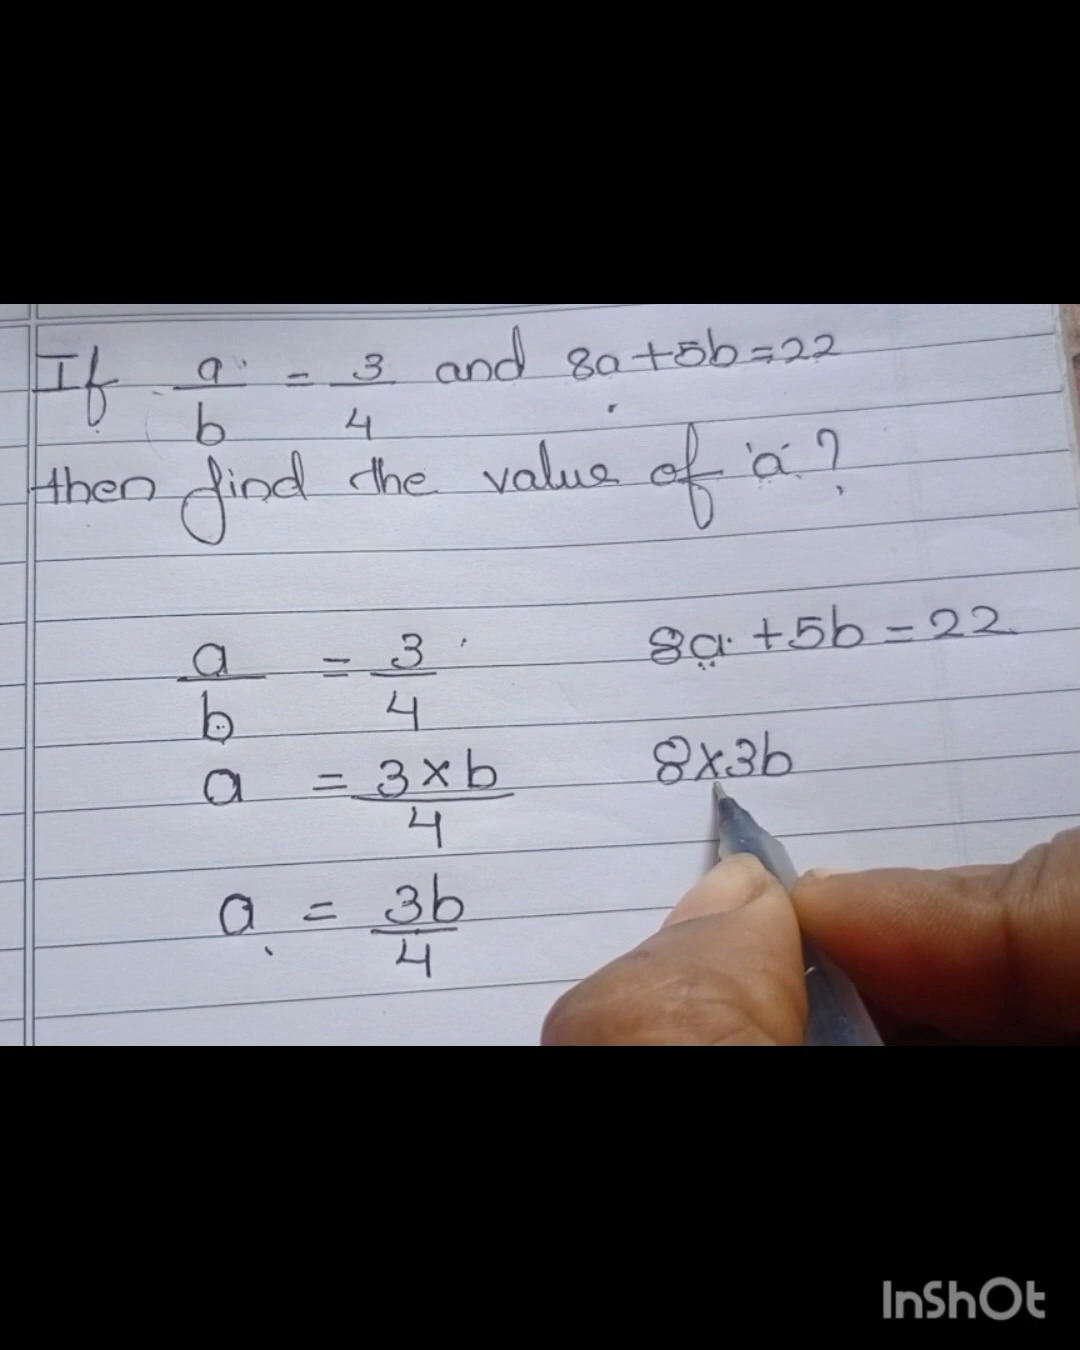 If a/b = 3/4 and 8a+5b=22
then find the value of 'a'?
a/b = 3/4
8a+5b=22
a = 3×b/4
8×3b
a = 3b/4
InShOt